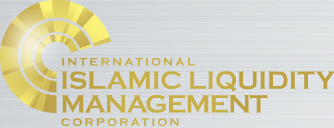 INTERNATIONAL
ISLAMIC LIQUIDITY
MANAGEMENT
CORPORATION